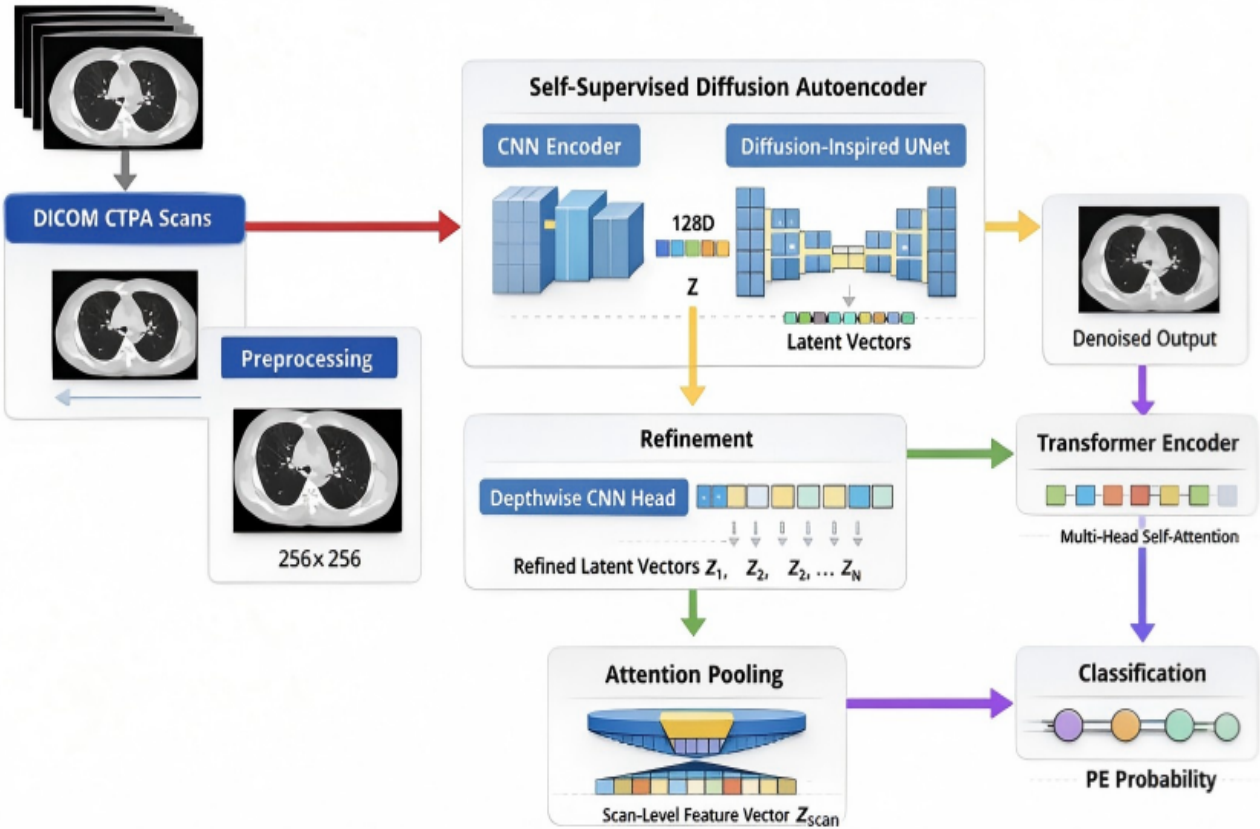 Self-Supervised Diffusion Autoencoder
CNN Encoder
Diffusion-Inspired UNet
DICOM CTPA Scans
128D
Z
Latent Vectors
Denoised Output
Preprocessing
256x256
Refinement
Depthwise CNN Head
Refined Latent Vectors Z1, Z2, Z2, ... ZN
Transformer Encoder
Multi-Head Self-Attention
Attention Pooling
Scan-Level Feature Vector Zscan
Classification
PE Probability